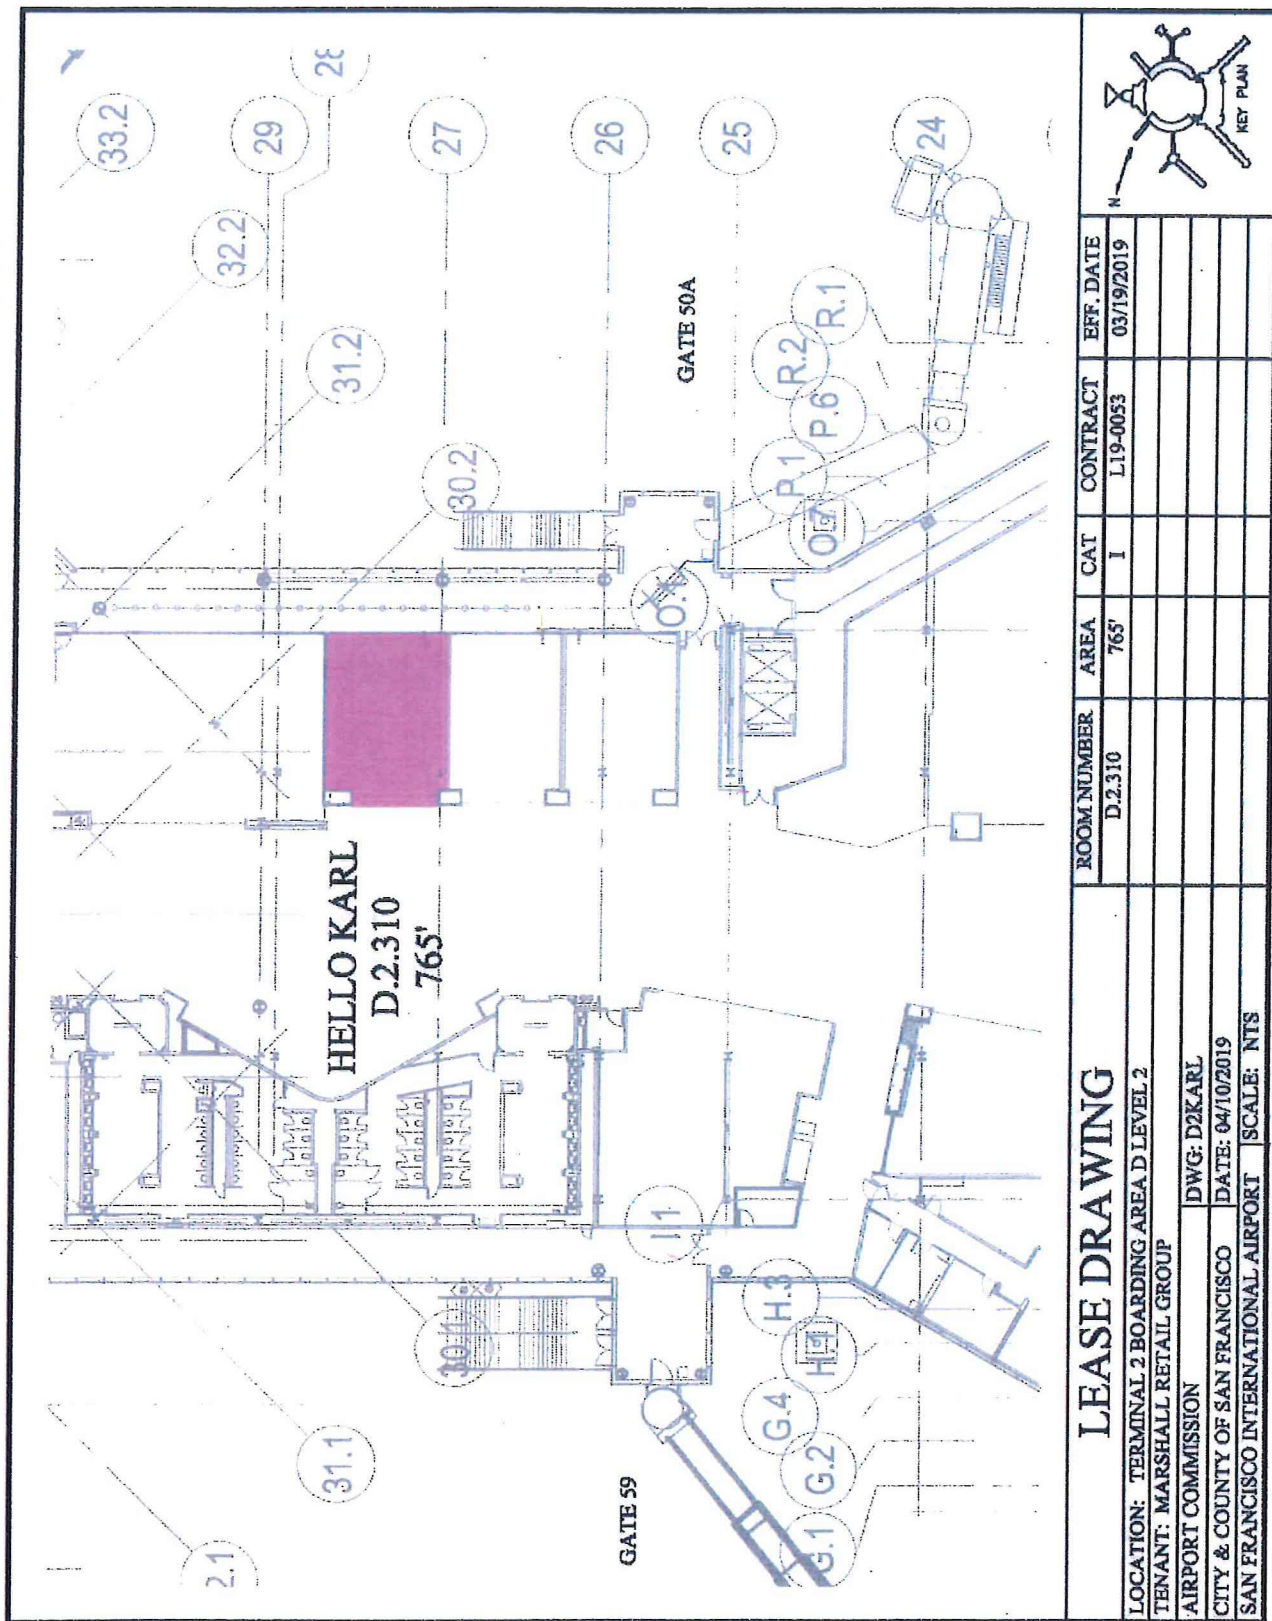 33.2
29
28
27
26
25
24
32.2
31.2
30.2
GATE 50A
R.1
R.2
P.6
P.1
HELLO KARL
D.2.310
765'
I1
H.3
H.1
G.4
G.2
G.1
30.1
31.1
2.1
GATE 59
LEASE DRAWING
LOCATION: TERMINAL 2 BOARDING AREA D LEVEL 2
TENANT: MARSHALL RETAIL GROUP
AIRPORT COMMISSION DWG: D2KARL
CITY & COUNTY OF SAN FRANCISCO DATE: 04/10/2019
SAN FRANCISCO INTERNATIONAL AIRPORT SCALE: NTS
ROOM NUMBER AREA CAT CONTRACT EFF. DATE
D.2.310 765' 1 L19-0053 03/19/2019
N
KEY PLAN